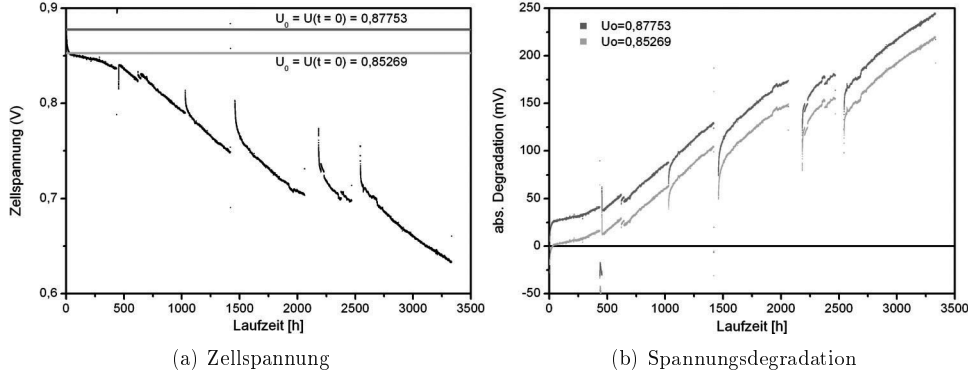 (a)
U0 = U(t = 0) = 0,87753
U0 = U(t = 0) = 0,85269
Zellspannung (V)
0,9
0,8
0,7
0,6
0 500 1000 1500 2000 2500 3000 3500
Laufzeit [h]
(a) Zellspannung
(b)
Uo=0,87753
Uo=0,85269
abs. Degradation (mV)
250
200
150
100
50
0
-50
0 500 1000 1500 2000 2500 3000 3500
Laufzeit [h]
(b) Spannungsdegradation